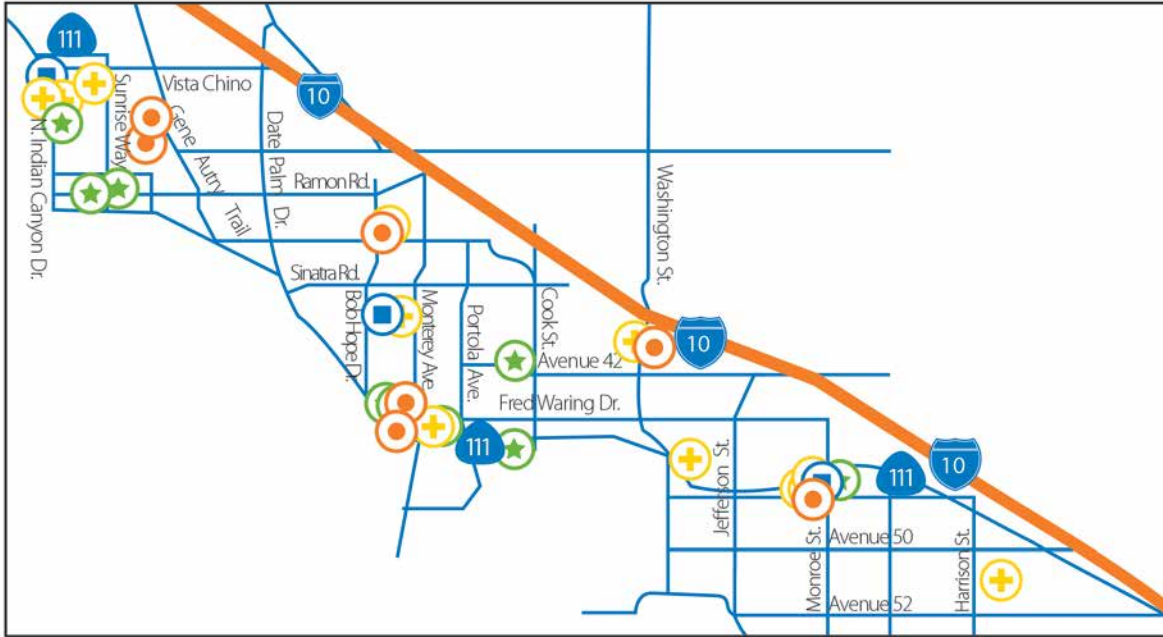 111
Vista Chino
10
Sunrise Way
Gene Autry Trail
Date Palm Dr.
N. Indian Canyon Dr.
Ramon Rd.
Washington St.
Sinatra Rd.
Bob Hope Dr.
Monterey Ave.
Portola Ave.
Cook St.
10
Avenue 42
Fred Waring Dr.
111
Jefferson St.
111
10
Monroe St.
Avenue 50
Harrison St.
Avenue 52